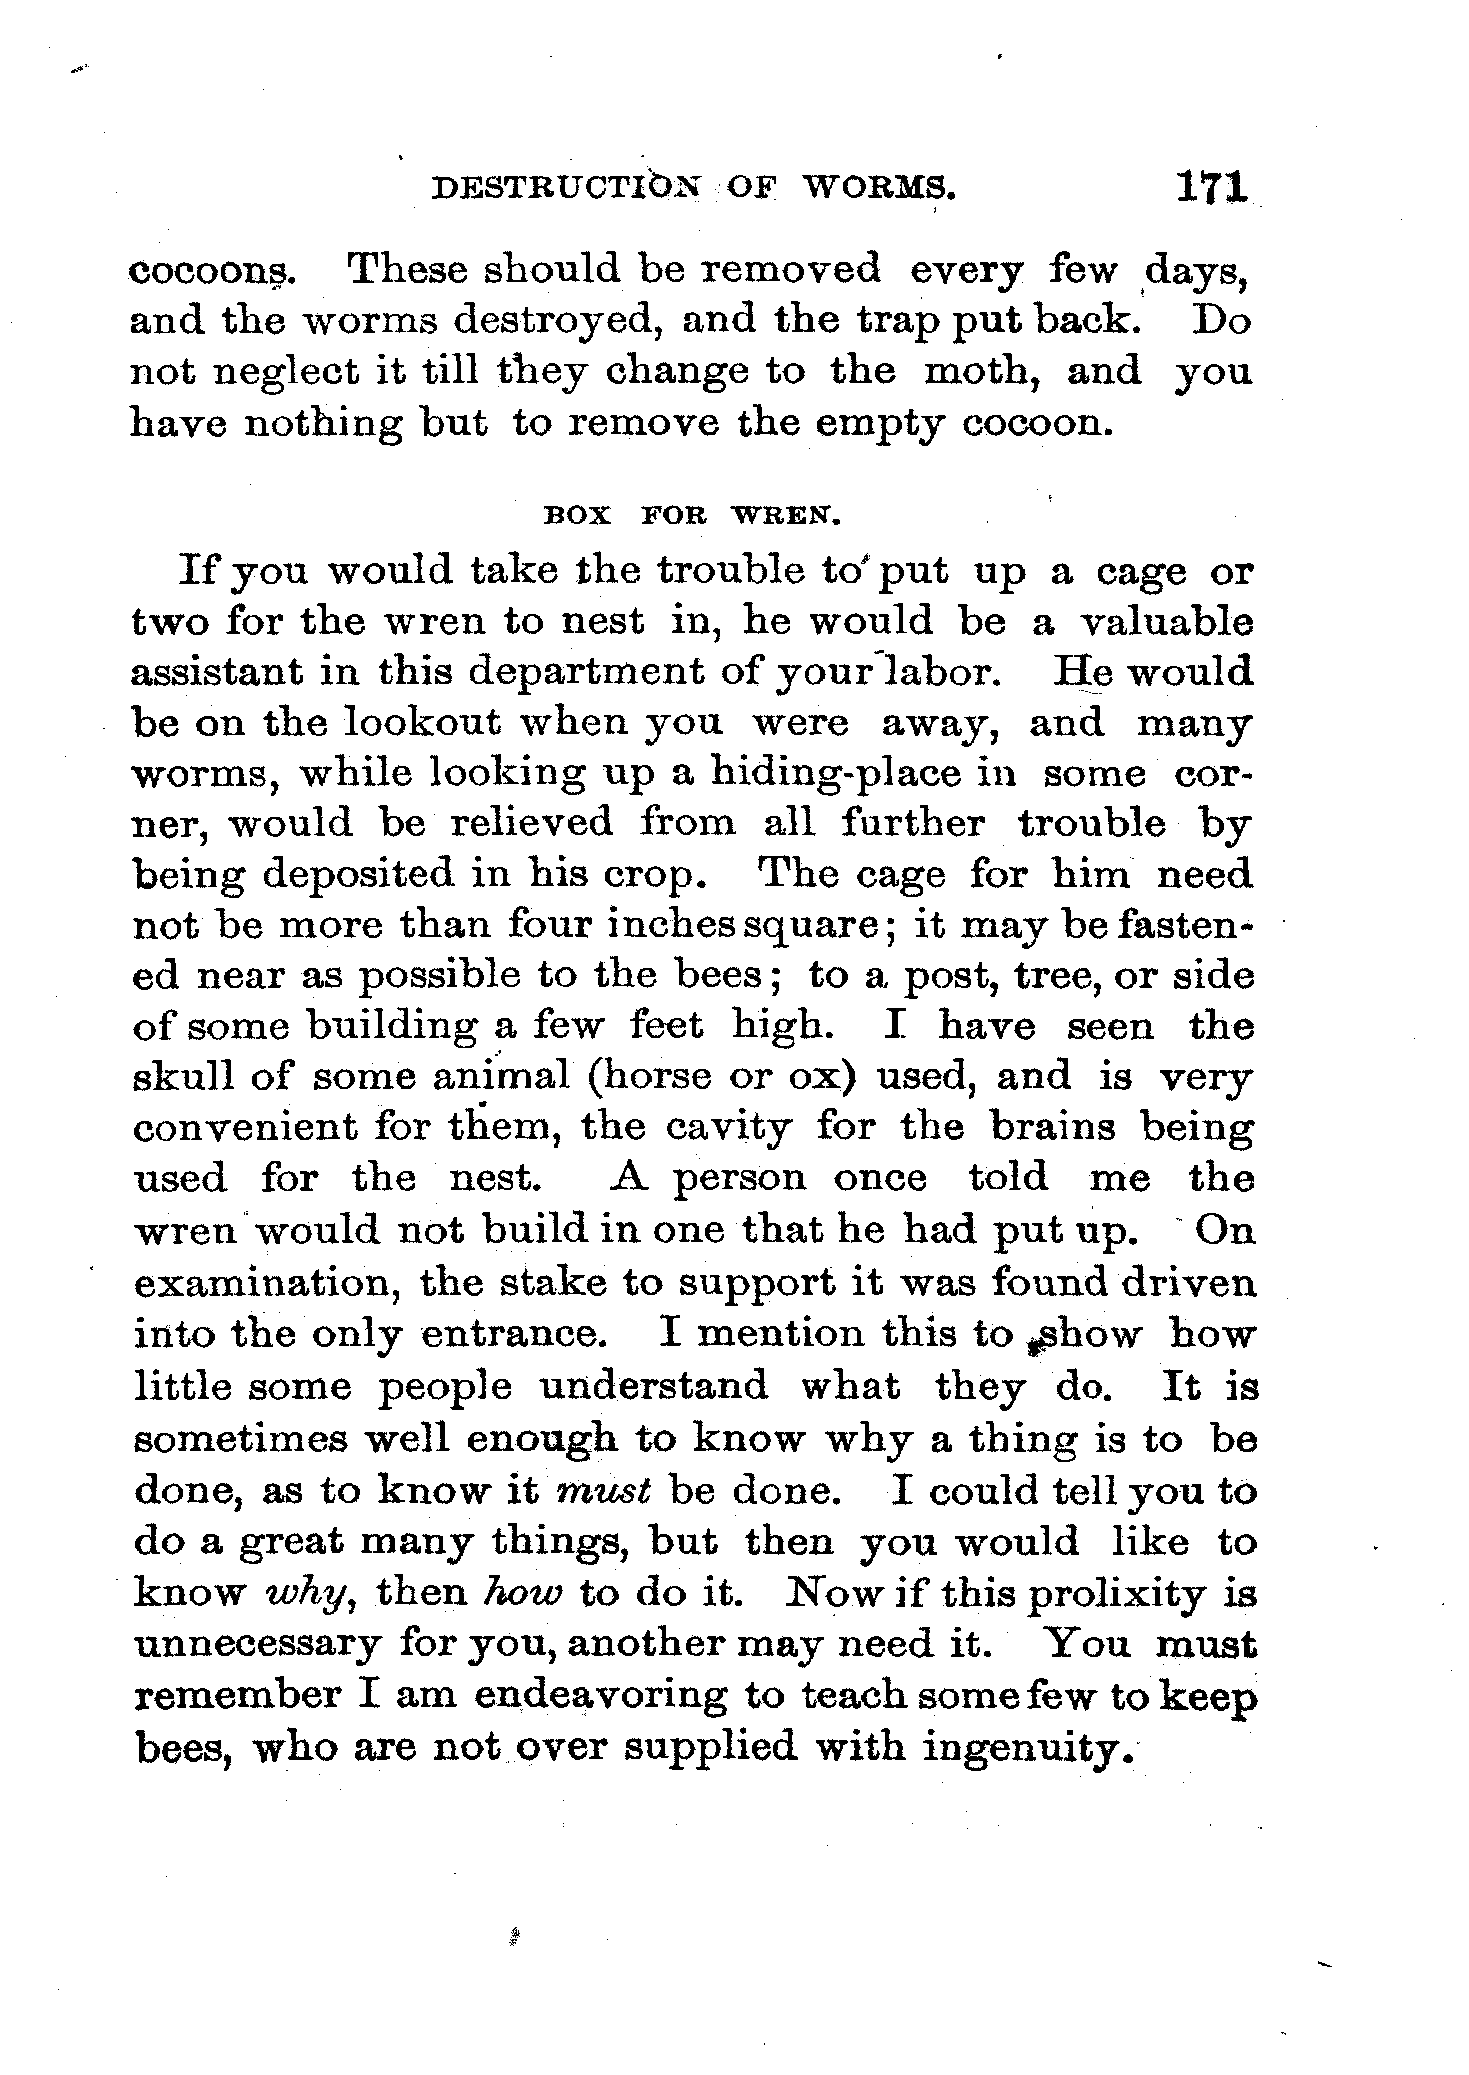 DESTRUCTION OF WORMS. 171
cocoons. These should be removed every few days,
and the worms destroyed, and the trap put back. Do
not neglect it till they change to the moth, and you
have nothing but to remove the empty cocoon.
BOX FOR WREN.
If you would take the trouble to put up a cage or
two for the wren to nest in, he would be a valuable
assistant in this department of your labor. He would
be on the lookout when you were away, and many
worms, while looking up a hiding-place in some cor-
ner, would be relieved from all further trouble by
being deposited in his crop. The cage for him need
not be more than four inches square; it may be fasten-
ed near as possible to the bees; to a post, tree, or side
of some building a few feet high. I have seen the
skull of some animal (horse or ox) used, and is very
convenient for them, the cavity for the brains being
used for the nest. A person once told me the
wren would not build in one that he had put up. On
examination, the stake to support it was found driven
into the only entrance. I mention this to show how
little some people understand what they do. It is
sometimes well enough to know why a thing is to be
done, as to know it must be done. I could tell you to
do a great many things, but then you would like to
know why, then how to do it. Now if this prolixity is
unnecessary for you, another may need it. You must
remember I am endeavoring to teach some few to keep
bees, who are not over supplied with ingenuity.